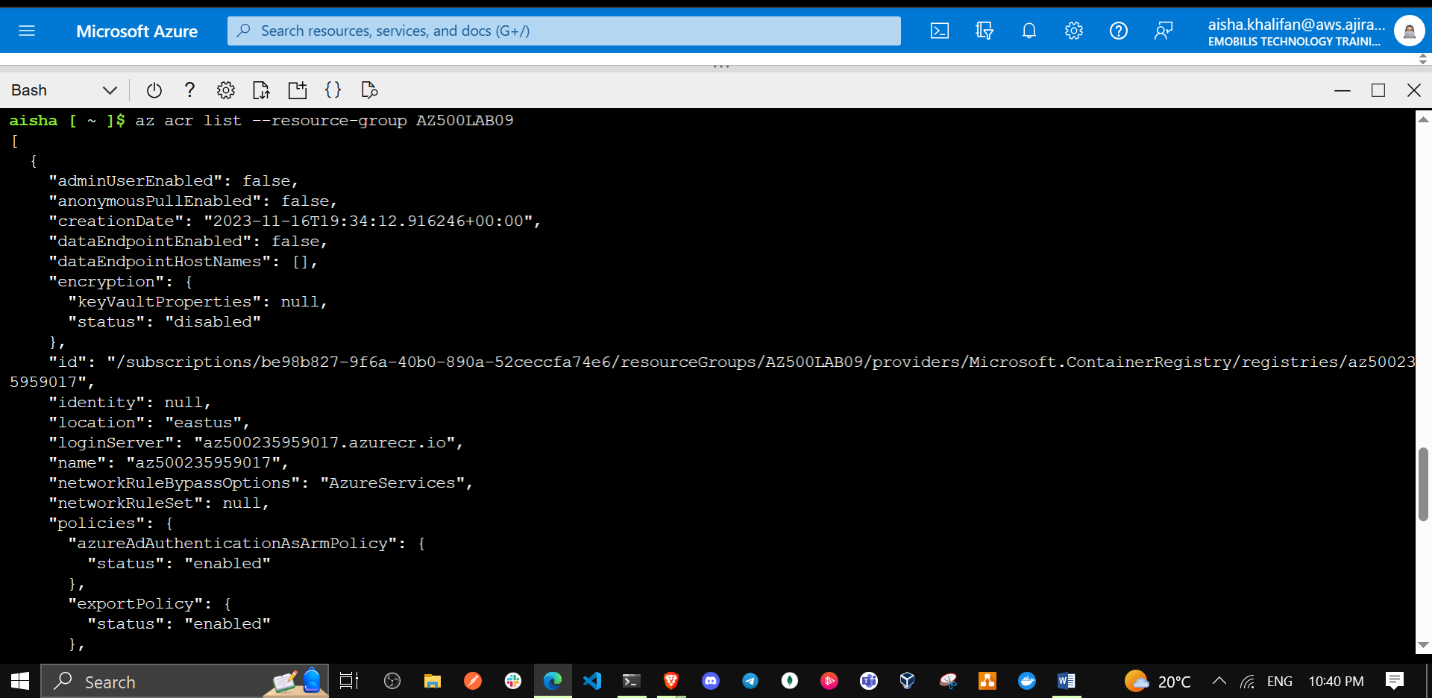 Microsoft Azure
Search resources, services, and docs (G+/)
aisha.khalifan@aws.ajira...
EMOBILIS TECHNOLOGY TRAINI...
Bash
aisha [ ~ ]$ az acr list --resource-group AZ500LAB09
[
  {
    "adminUserEnabled": false,
    "anonymousPullEnabled": false,
    "creationDate": "2023-11-16T19:34:12.916246+00:00",
    "dataEndpointEnabled": false,
    "dataEndpointHostNames": [],
    "encryption": {
      "keyVaultProperties": null,
      "status": "disabled"
    },
    "id": "/subscriptions/be98b827-9f6a-40b0-890a-52ceccfa74e6/resourceGroups/AZ500LAB09/providers/Microsoft.ContainerRegistry/registries/az50023
5959017",
    "identity": null,
    "location": "eastus",
    "loginServer": "az500235959017.azurecr.io",
    "name": "az500235959017",
    "networkRuleBypassOptions": "AzureServices",
    "networkRuleSet": null,
    "policies": {
      "azureAdAuthenticationAsArmPolicy": {
        "status": "enabled"
      },
      "exportPolicy": {
        "status": "enabled"
      },
Search
20°C
ENG
10:40 PM